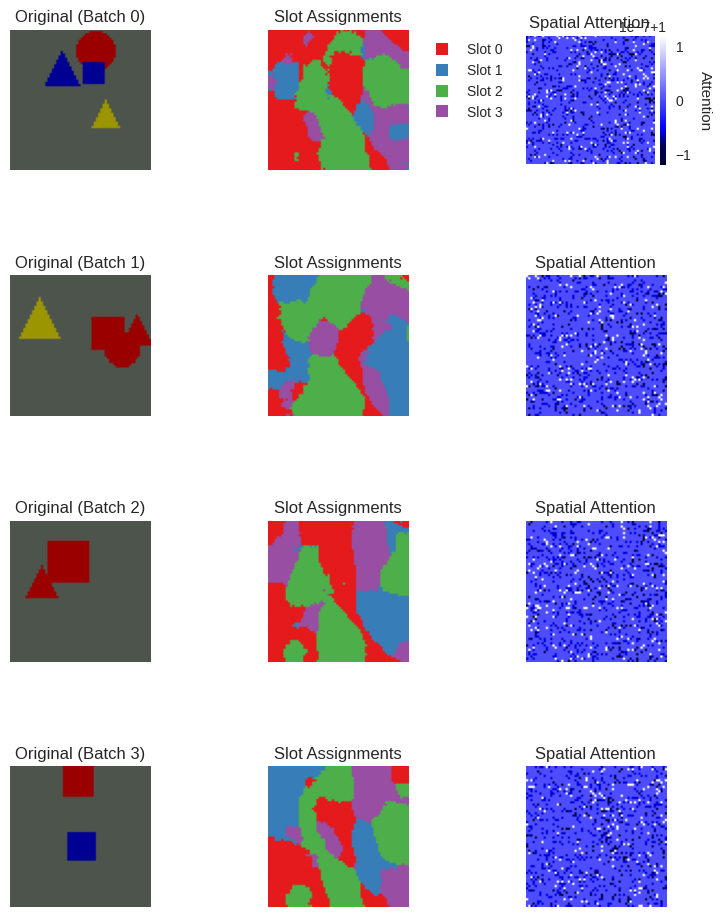 Original (Batch 0)
Slot Assignments
Spatial Attention
1e−7+1
Slot 0
Slot 1
Slot 2
Slot 3
1
0
−1
Attention
Original (Batch 1)
Slot Assignments
Spatial Attention
Original (Batch 2)
Slot Assignments
Spatial Attention
Original (Batch 3)
Slot Assignments
Spatial Attention